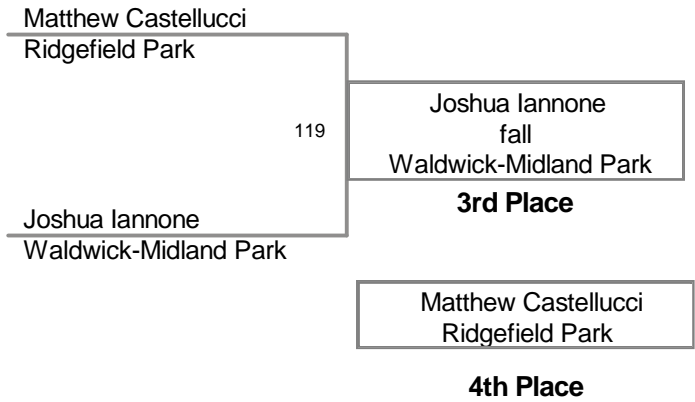 Matthew Castellucci
Ridgefield Park
119
Joshua Iannone
fall
Waldwick-Midland Park
3rd Place
Joshua Iannone
Waldwick-Midland Park
Matthew Castellucci
Ridgefield Park
4th Place